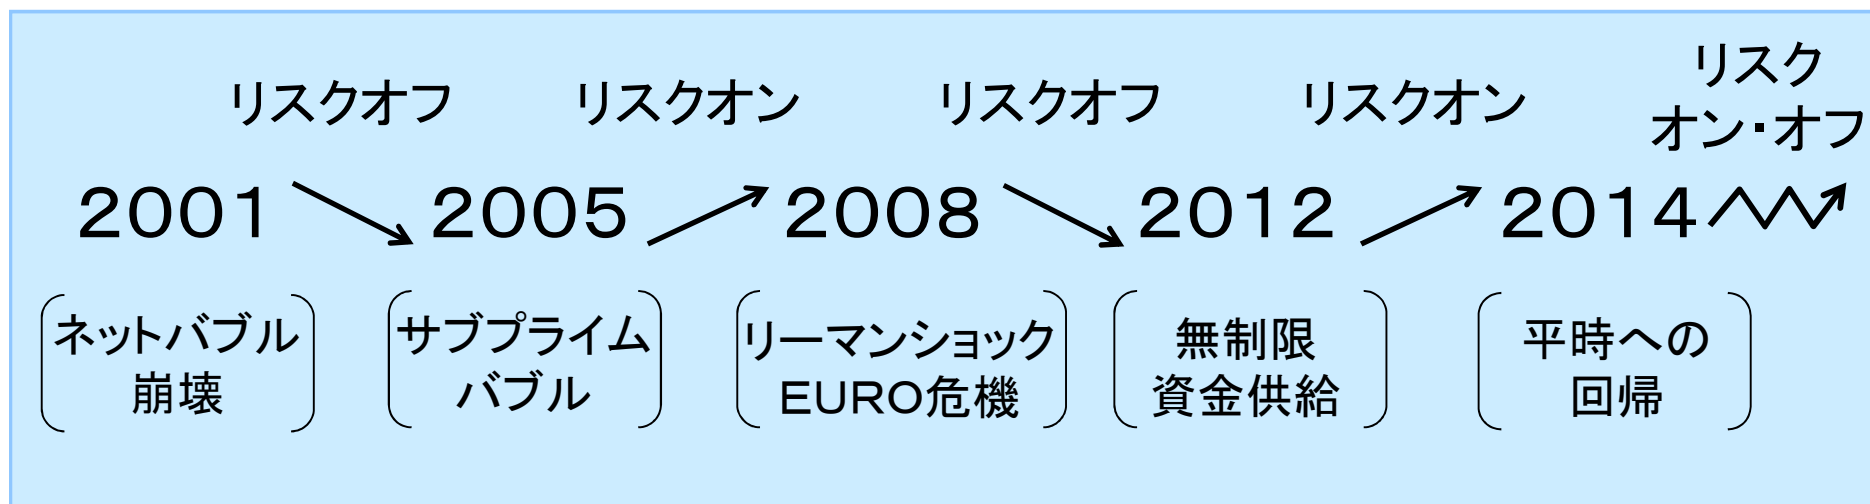 リスクオフ リスクオン リスクオフ リスクオン リスク
オン・オフ
２００１ ２００５ ２００８ ２０１２ ２０１４
ネットバブル サブプライム リーマンショック 無制限 平時への
崩壊 バブル ＥＵＲＯ危機 資金供給 回帰